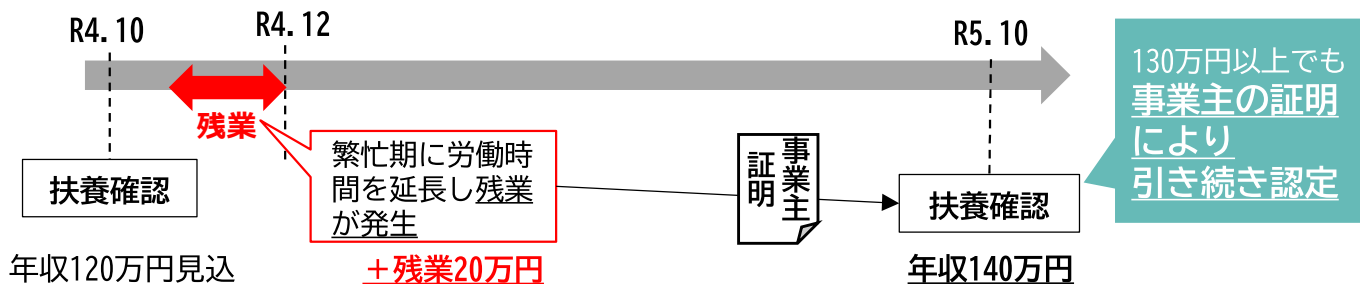 R4. 10
R4. 12
R5. 10
残業
扶養確認
年収120万円見込
繁忙期に労働時
間を延長し残業
が発生
＋残業20万円
事業主
証明
扶養確認
年収140万円
130万円以上でも
事業主の証明
により
引き続き認定